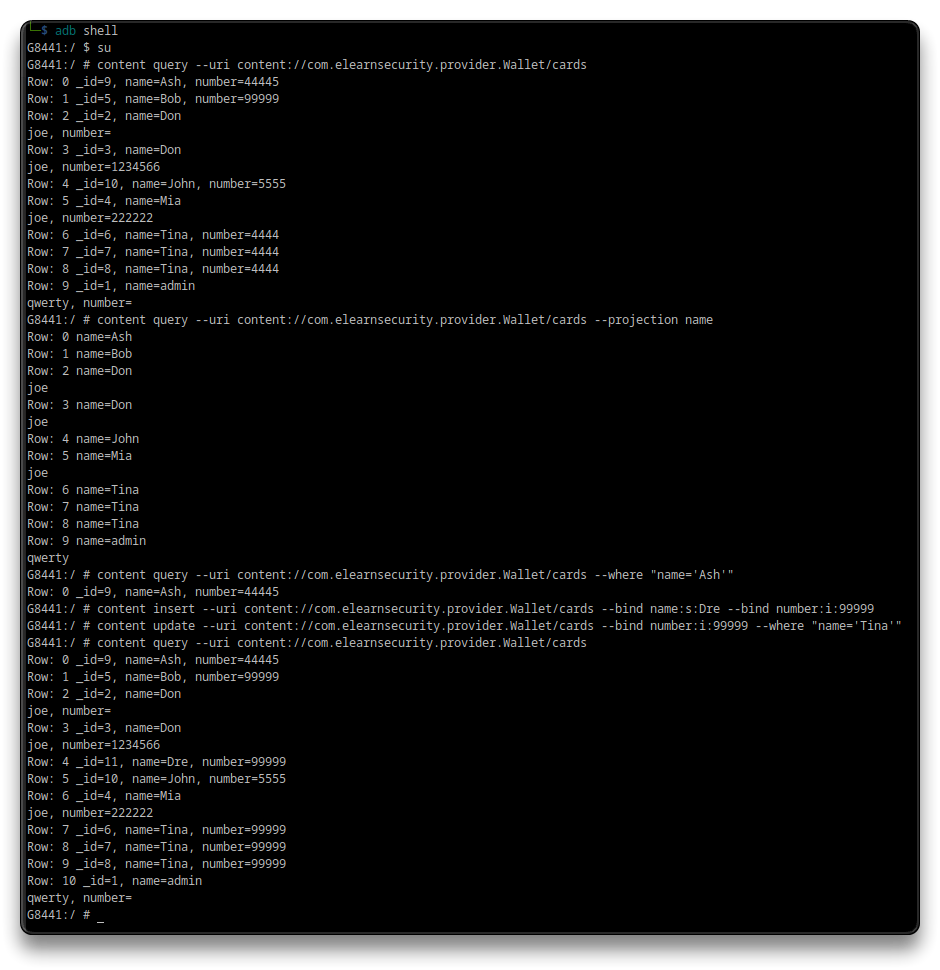 └─$ adb shell
G8441:/ $ su
G8441:/ # content query --uri content://com.elearnsecurity.provider.Wallet/cards
Row: 0 _id=9, name=Ash, number=44445
Row: 1 _id=5, name=Bob, number=99999
Row: 2 _id=2, name=Don
joe, number=
Row: 3 _id=3, name=Don
joe, number=1234566
Row: 4 _id=10, name=John, number=5555
Row: 5 _id=4, name=Mia
joe, number=222222
Row: 6 _id=6, name=Tina, number=4444
Row: 7 _id=7, name=Tina, number=4444
Row: 8 _id=8, name=Tina, number=4444
Row: 9 _id=1, name=admin
qwerty, number=
G8441:/ # content query --uri content://com.elearnsecurity.provider.Wallet/cards --projection name
Row: 0 name=Ash
Row: 1 name=Bob
Row: 2 name=Don
joe
Row: 3 name=Don
joe
Row: 4 name=John
Row: 5 name=Mia
joe
Row: 6 name=Tina
Row: 7 name=Tina
Row: 8 name=Tina
Row: 9 name=admin
qwerty
G8441:/ # content query --uri content://com.elearnsecurity.provider.Wallet/cards --where "name='Ash'"
Row: 0 _id=9, name=Ash, number=44445
G8441:/ # content insert --uri content://com.elearnsecurity.provider.Wallet/cards --bind name:s:Dre --bind number:i:99999
G8441:/ # content update --uri content://com.elearnsecurity.provider.Wallet/cards --bind number:i:99999 --where "name='Tina'"
G8441:/ # content query --uri content://com.elearnsecurity.provider.Wallet/cards
Row: 0 _id=9, name=Ash, number=44445
Row: 1 _id=5, name=Bob, number=99999
Row: 2 _id=2, name=Don
joe, number=
Row: 3 _id=3, name=Don
joe, number=1234566
Row: 4 _id=11, name=Dre, number=99999
Row: 5 _id=10, name=John, number=5555
Row: 6 _id=4, name=Mia
joe, number=222222
Row: 7 _id=6, name=Tina, number=99999
Row: 8 _id=7, name=Tina, number=99999
Row: 9 _id=8, name=Tina, number=99999
Row: 10 _id=1, name=admin
qwerty, number=
G8441:/ # _